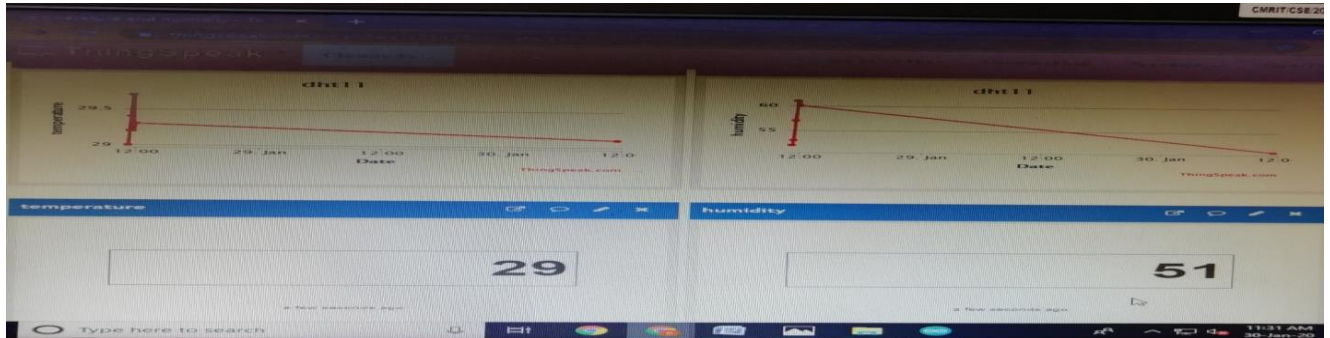 CMRIT/CSE/20
ThingSpeak
dht11
temperature
29.5
29
12:00
29. Jan
12:00
30. Jan
12:0
Date
ThingSpeak.com
dht11
humidity
60
55
12:00
29. Jan
12:00
30. Jan
12:0
Date
ThingSpeak.com
temperature
29
a few seconds ago
humidity
51
a few seconds ago
Type here to search
11:31 AM
30-Jan-20